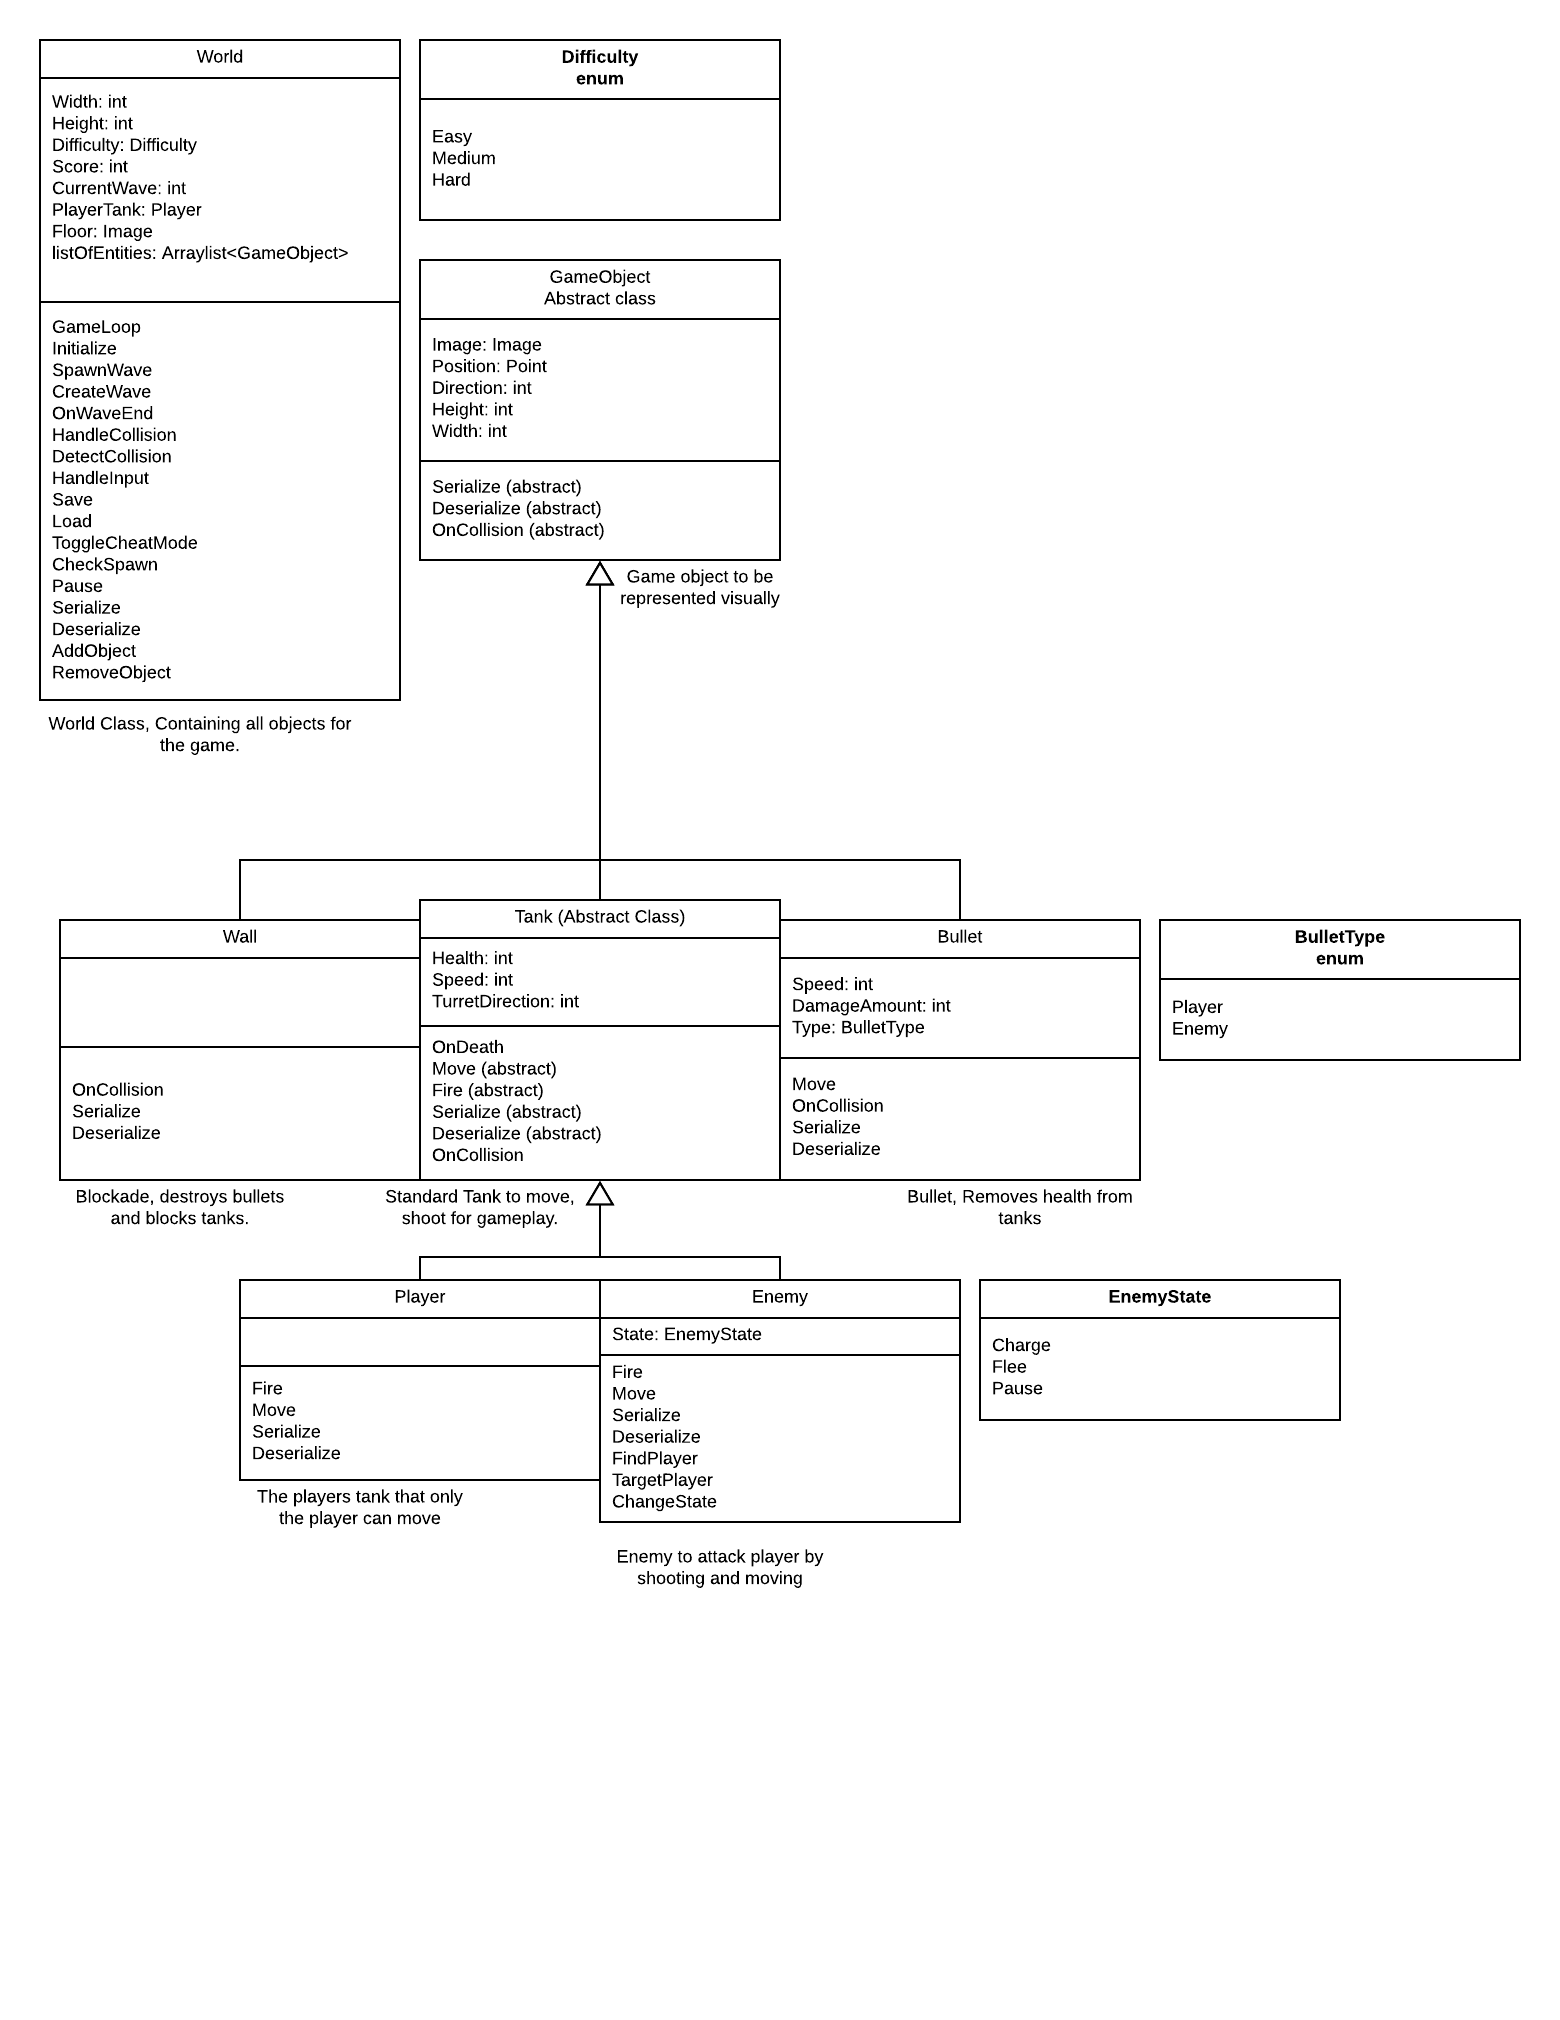 World
Width: int
Height: int
Difficulty: Difficulty
Score: int
CurrentWave: int
PlayerTank: Player
Floor: Image
listOfEntities: Arraylist<GameObject>
GameLoop
Initialize
SpawnWave
CreateWave
OnWaveEnd
HandleCollision
DetectCollision
HandleInput
Save
Load
ToggleCheatMode
CheckSpawn
Pause
Serialize
Deserialize
AddObject
RemoveObject
World Class, Containing all objects for
the game.
Difficulty
enum
Easy
Medium
Hard
GameObject
Abstract class
Image: Image
Position: Point
Direction: int
Height: int
Width: int
Serialize (abstract)
Deserialize (abstract)
OnCollision (abstract)
Game object to be
represented visually
Wall
OnCollision
Serialize
Deserialize
Blockade, destroys bullets
and blocks tanks.
Tank (Abstract Class)
Health: int
Speed: int
TurretDirection: int
OnDeath
Move (abstract)
Fire (abstract)
Serialize (abstract)
Deserialize (abstract)
OnCollision
Standard Tank to move,
shoot for gameplay.
Bullet
Speed: int
DamageAmount: int
Type: BulletType
Move
OnCollision
Serialize
Deserialize
Bullet, Removes health from
tanks
BulletType
enum
Player
Enemy
Player
Fire
Move
Serialize
Deserialize
The players tank that only
the player can move
Enemy
State: EnemyState
Fire
Move
Serialize
Deserialize
FindPlayer
TargetPlayer
ChangeState
Enemy to attack player by
shooting and moving
EnemyState
Charge
Flee
Pause